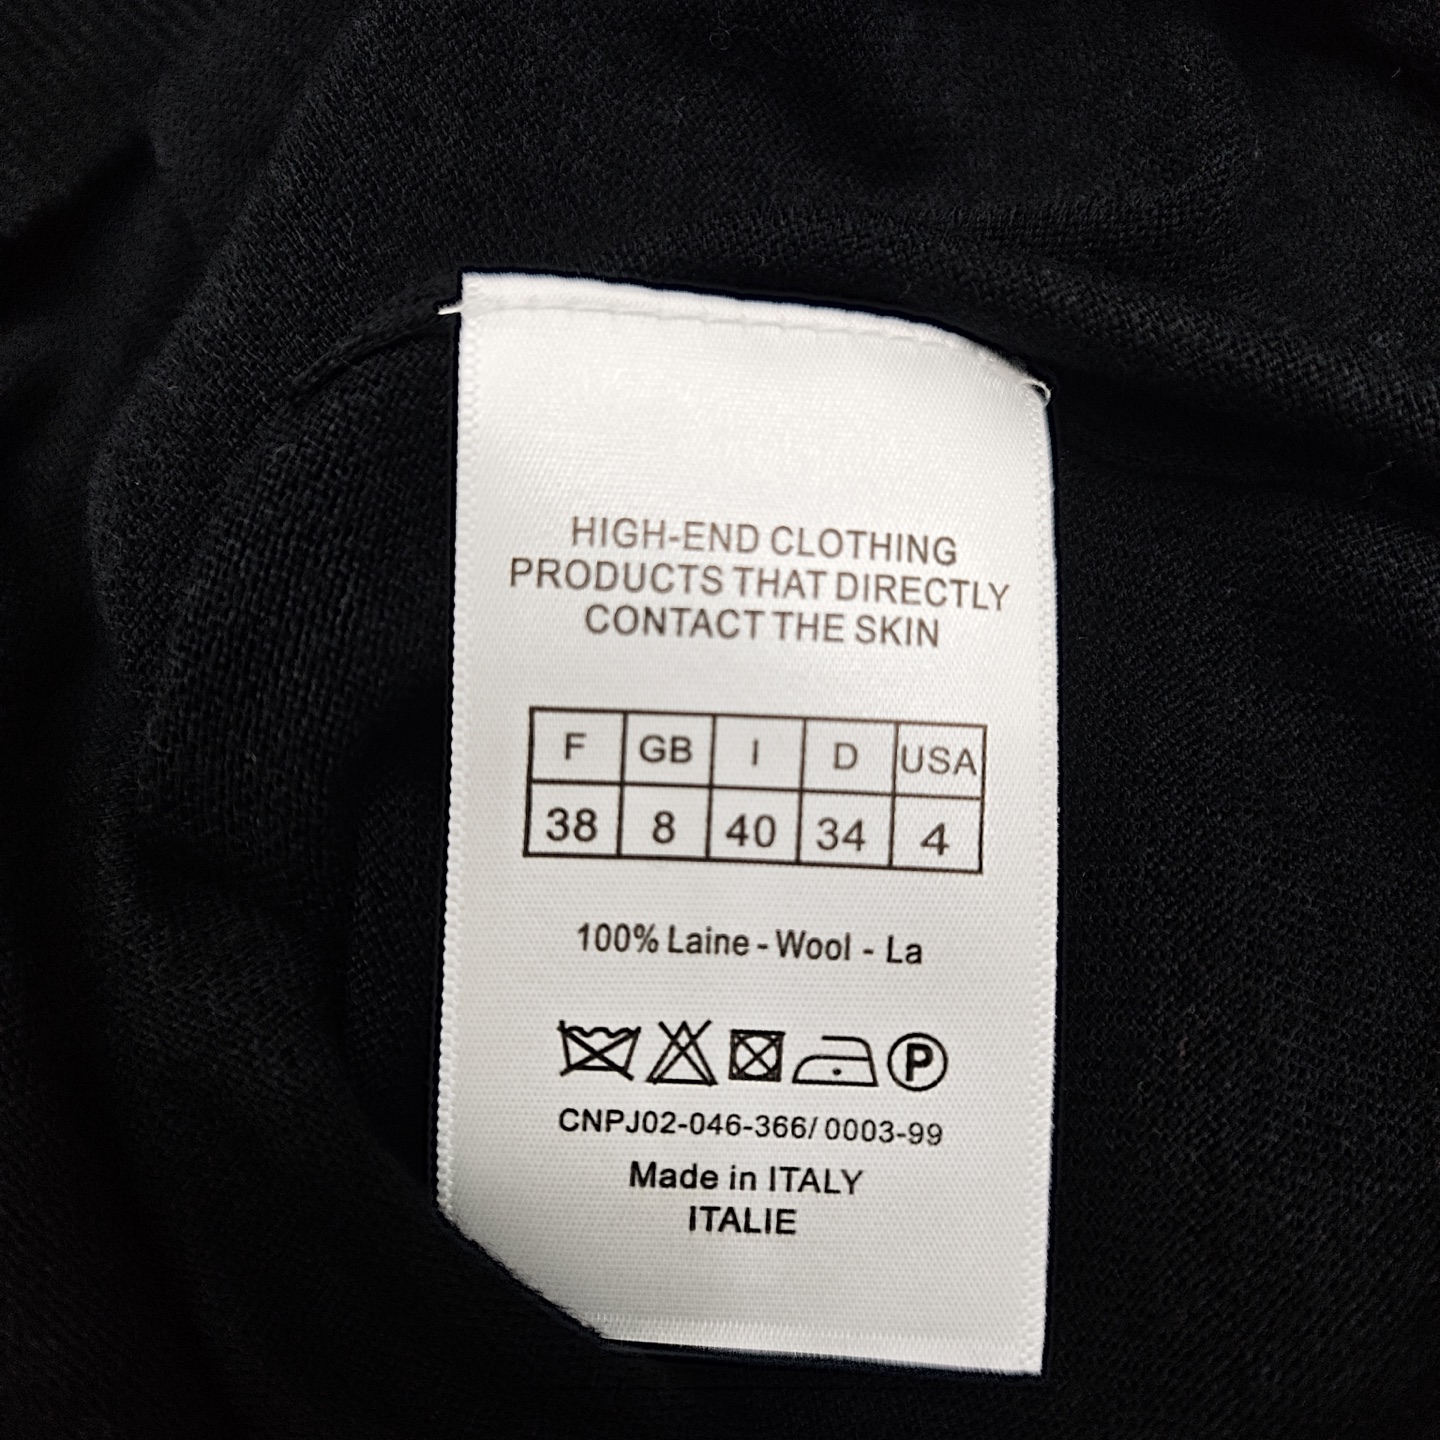 HIGH-END CLOTHING
PRODUCTS THAT DIRECTLY
CONTACT THE SKIN
F GB I D USA
38 8 40 34 4
100% Laine - Wool - La
P
CNPJ02-046-366/ 0003-99
Made in ITALY
ITALIE